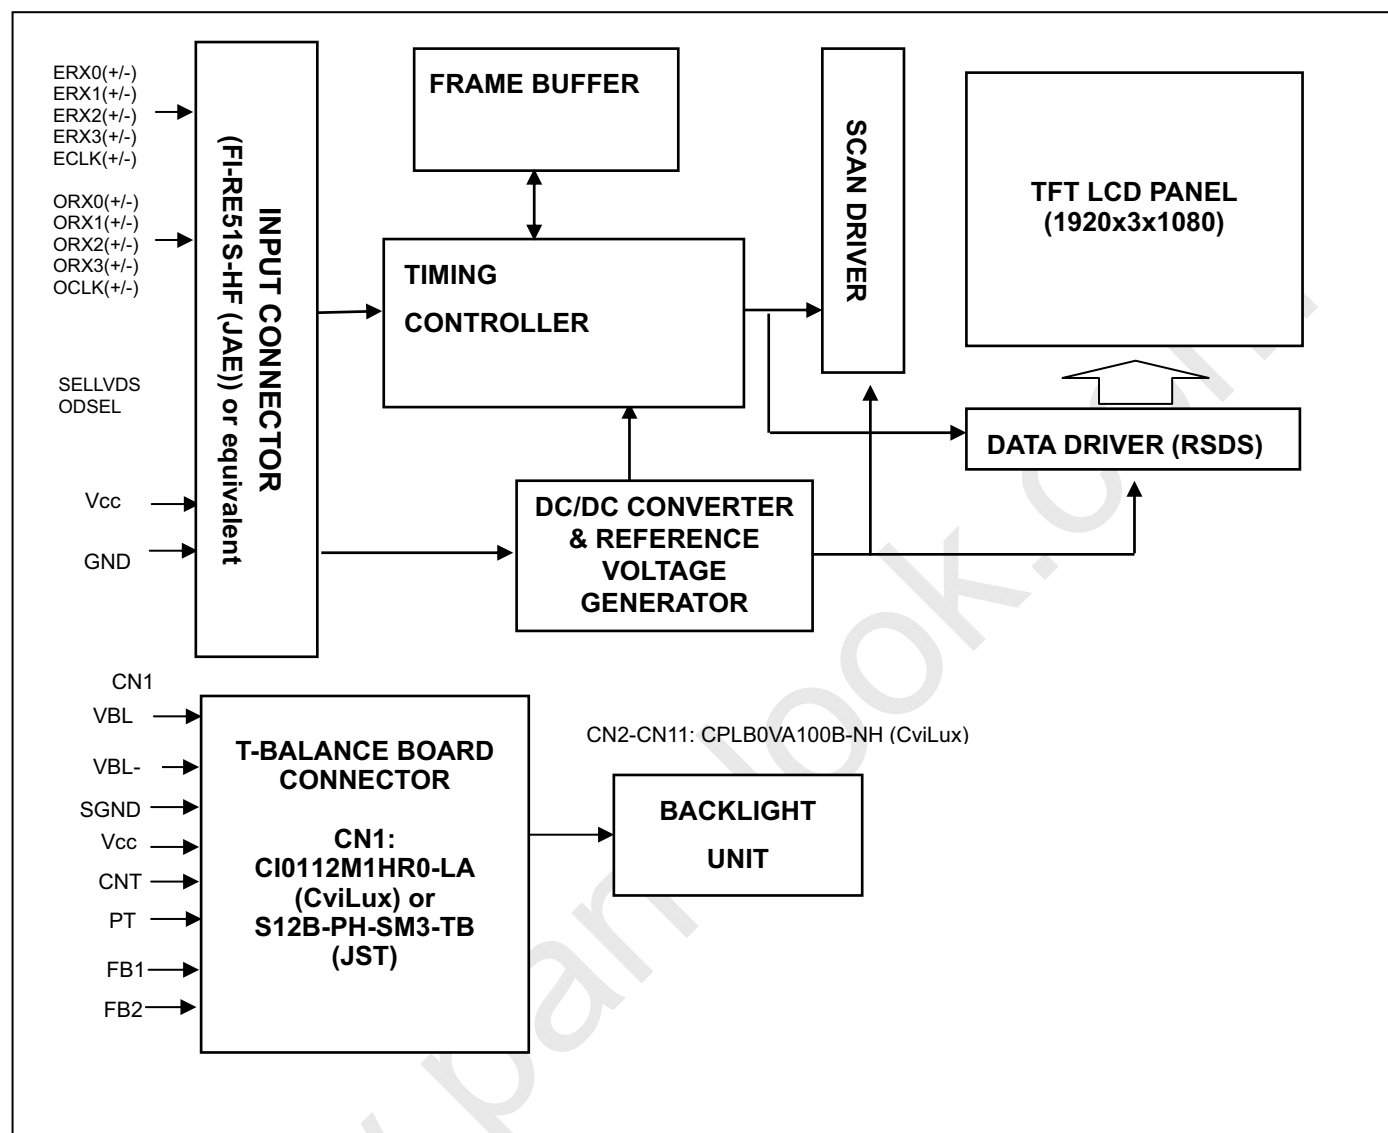 ERX0(+/-)
ERX1(+/-)
ERX2(+/-)
ERX3(+/-)
ECLK(+/-)
ORX0(+/-)
ORX1(+/-)
ORX2(+/-)
ORX3(+/-)
OCLK(+/-)
SELLVDS
ODSEL
Vcc
GND
INPUT CONNECTOR
(FI-RE51S-HF (JAE)) or equivalent
FRAME BUFFER
TIMING
CONTROLLER
SCAN DRIVER
TFT LCD PANEL
(1920x3x1080)
DATA DRIVER (RSDS)
DC/DC CONVERTER
& REFERENCE
VOLTAGE
GENERATOR
CN1
VBL
VBL-
SGND
Vcc
CNT
PT
FB1
FB2
T-BALANCE BOARD
CONNECTOR
CN1:
CI0112M1HR0-LA
(CviLux) or
S12B-PH-SM3-TB
(JST)
CN2-CN11: CPLB0VA100B-NH (CviLux)
BACKLIGHT
UNIT